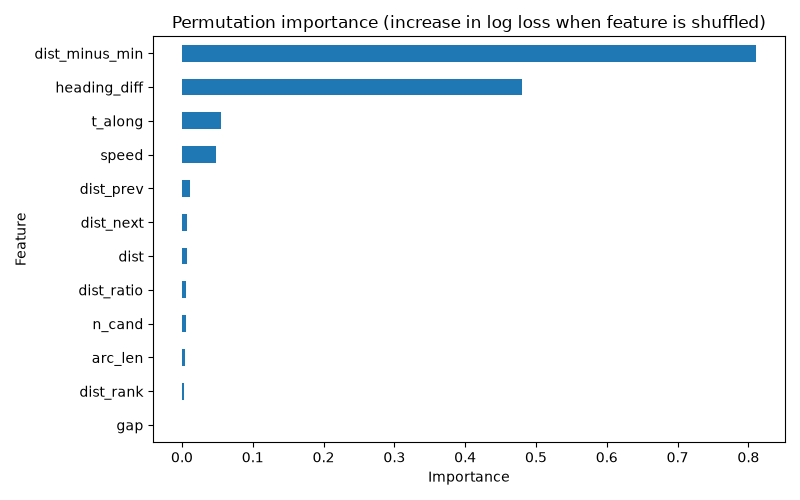 Permutation importance (increase in log loss when feature is shuffled)
dist_minus_min
heading_diff
t_along
speed
dist_prev
dist_next
dist
dist_ratio
n_cand
arc_len
dist_rank
gap
Feature
0.0 0.1 0.2 0.3 0.4 0.5 0.6 0.7 0.8
Importance